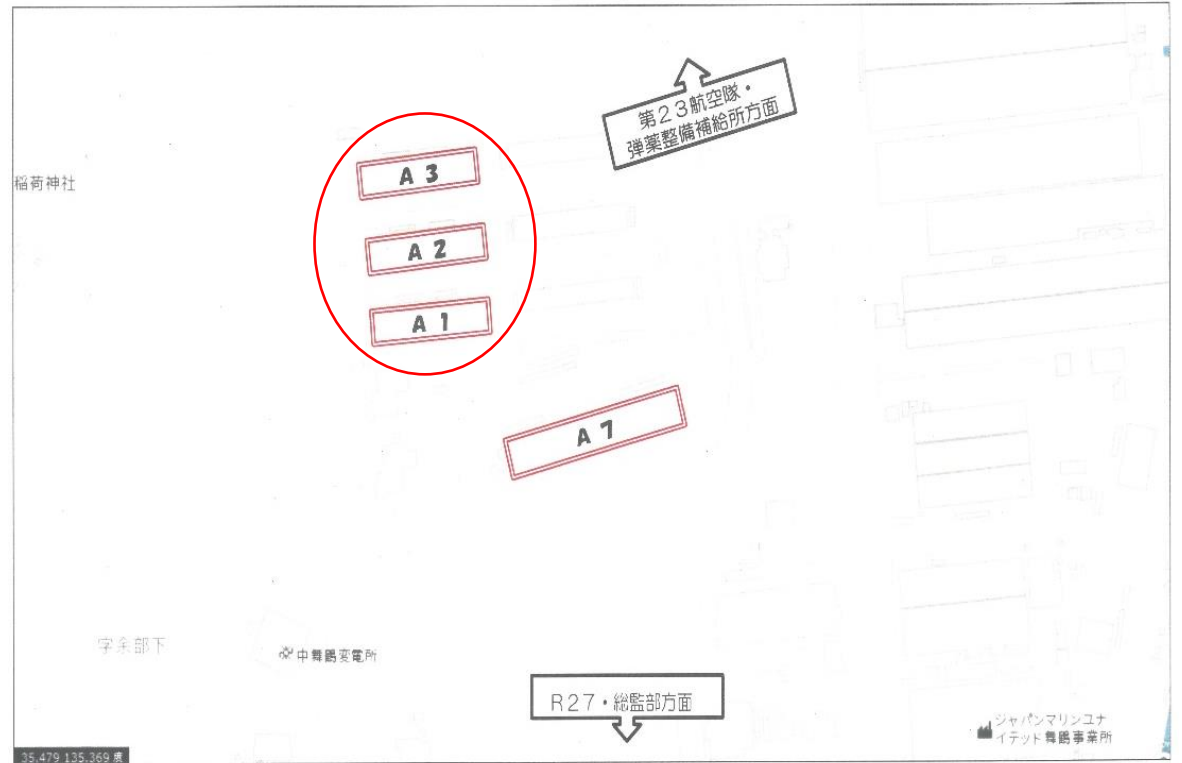 第23航空隊・
弾薬整備補給所方面
稲荷神社
A 3
A 2
A 1
A 7
字余部下
中舞鶴変電所
R27・総監部方面
ジャパンマリンユナ
イテッド舞鶴事業所
35.479 135.369 度